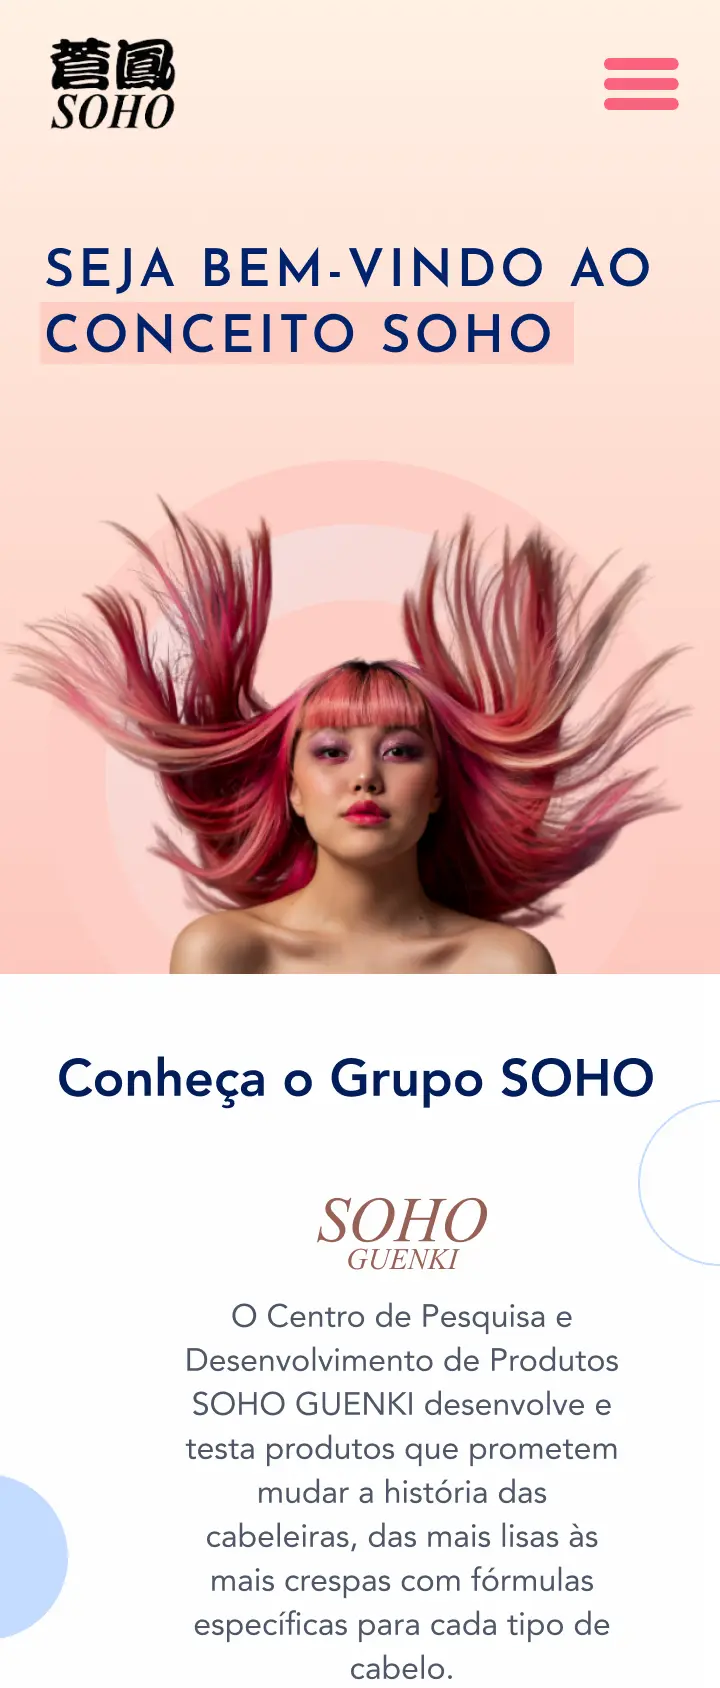 蒼鳳
SOHO
SEJA BEM-VINDO AO
CONCEITO SOHO
Conheça o Grupo SOHO
SOHO
GUENKI
O Centro de Pesquisa e
Desenvolvimento de Produtos
SOHO GUENKI desenvolve e
testa produtos que prometem
mudar a história das
cabeleiras, das mais lisas às
mais crespas com fórmulas
específicas para cada tipo de
cabelo.